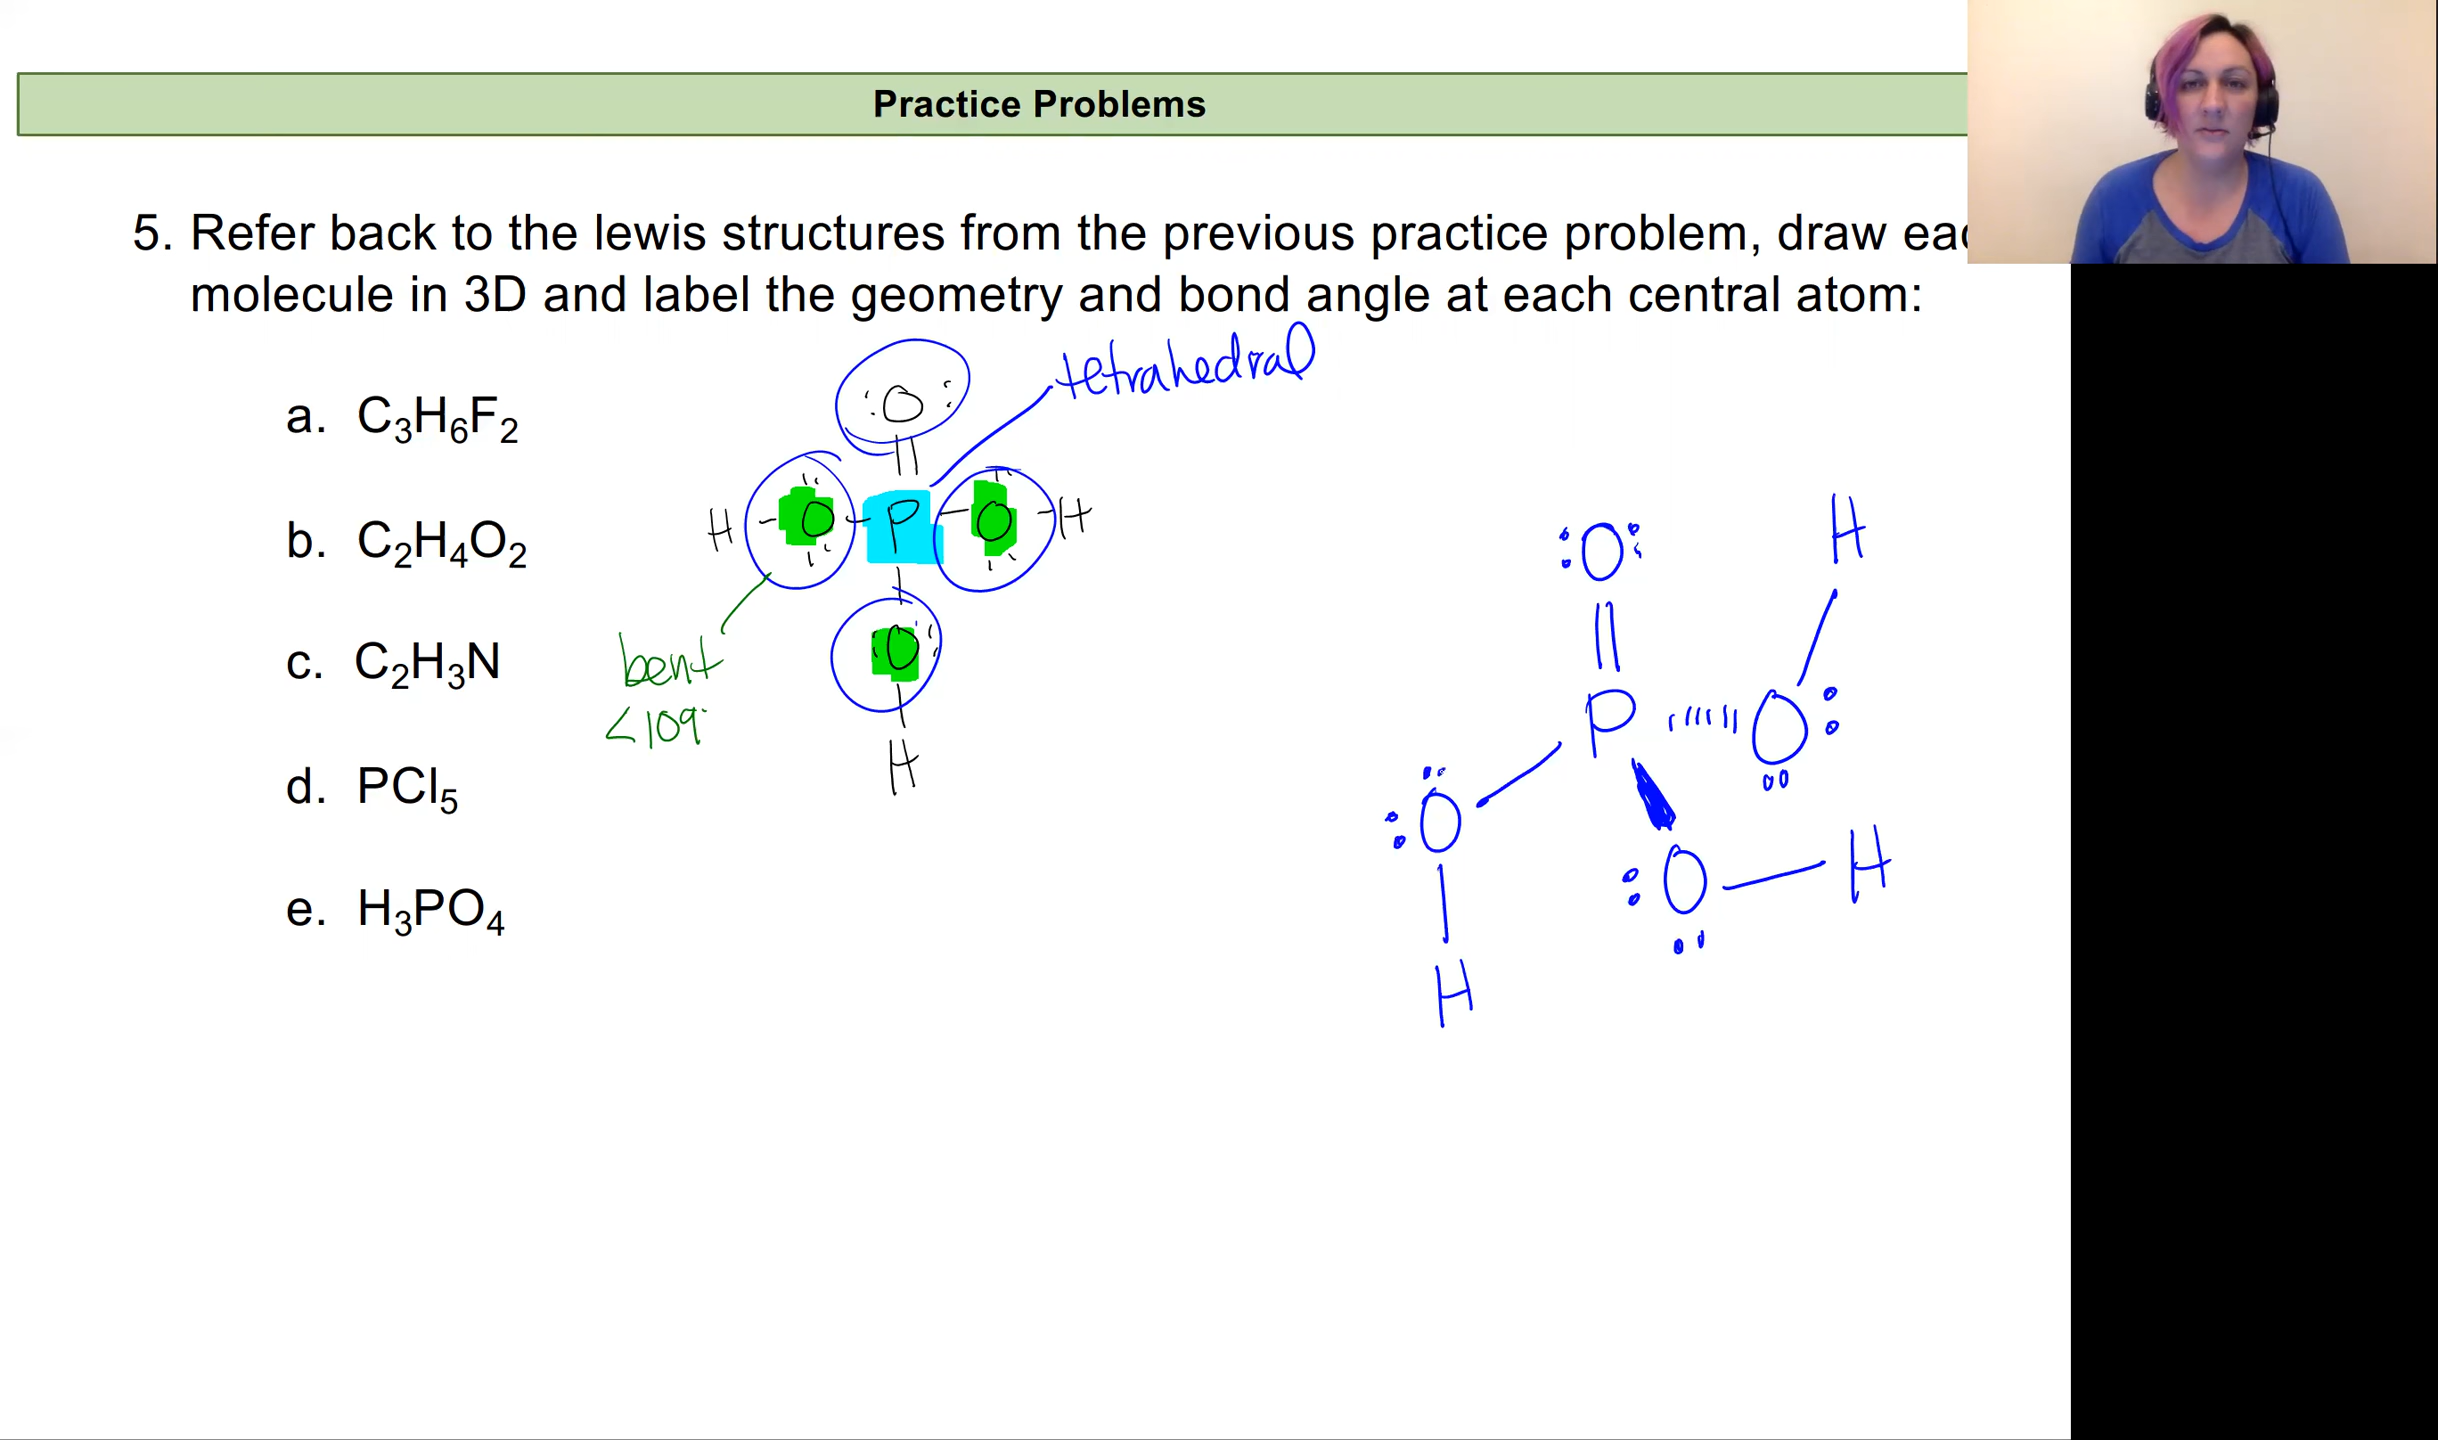 Practice Problems
5. Refer back to the lewis structures from the previous practice problem, draw eac
molecule in 3D and label the geometry and bond angle at each central atom:
a. C₃H₆F₂
b. C₂H₄O₂
c. C₂H₃N
d. PCl₅
e. H₃PO₄
tetrahedral
:O:
||
H-O-P-O-H
O
H
bent
<109°
:O:
||
P
O
H
O
H
O
H